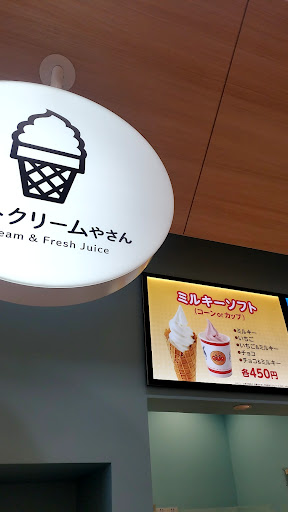 クリームやさん
eam & Fresh Juice
ミルキーソフト
(コーン or カップ)
●ミルキー
●いちご
●いちご&ミルキー
●チョコ
●チョコ&ミルキー
各450円